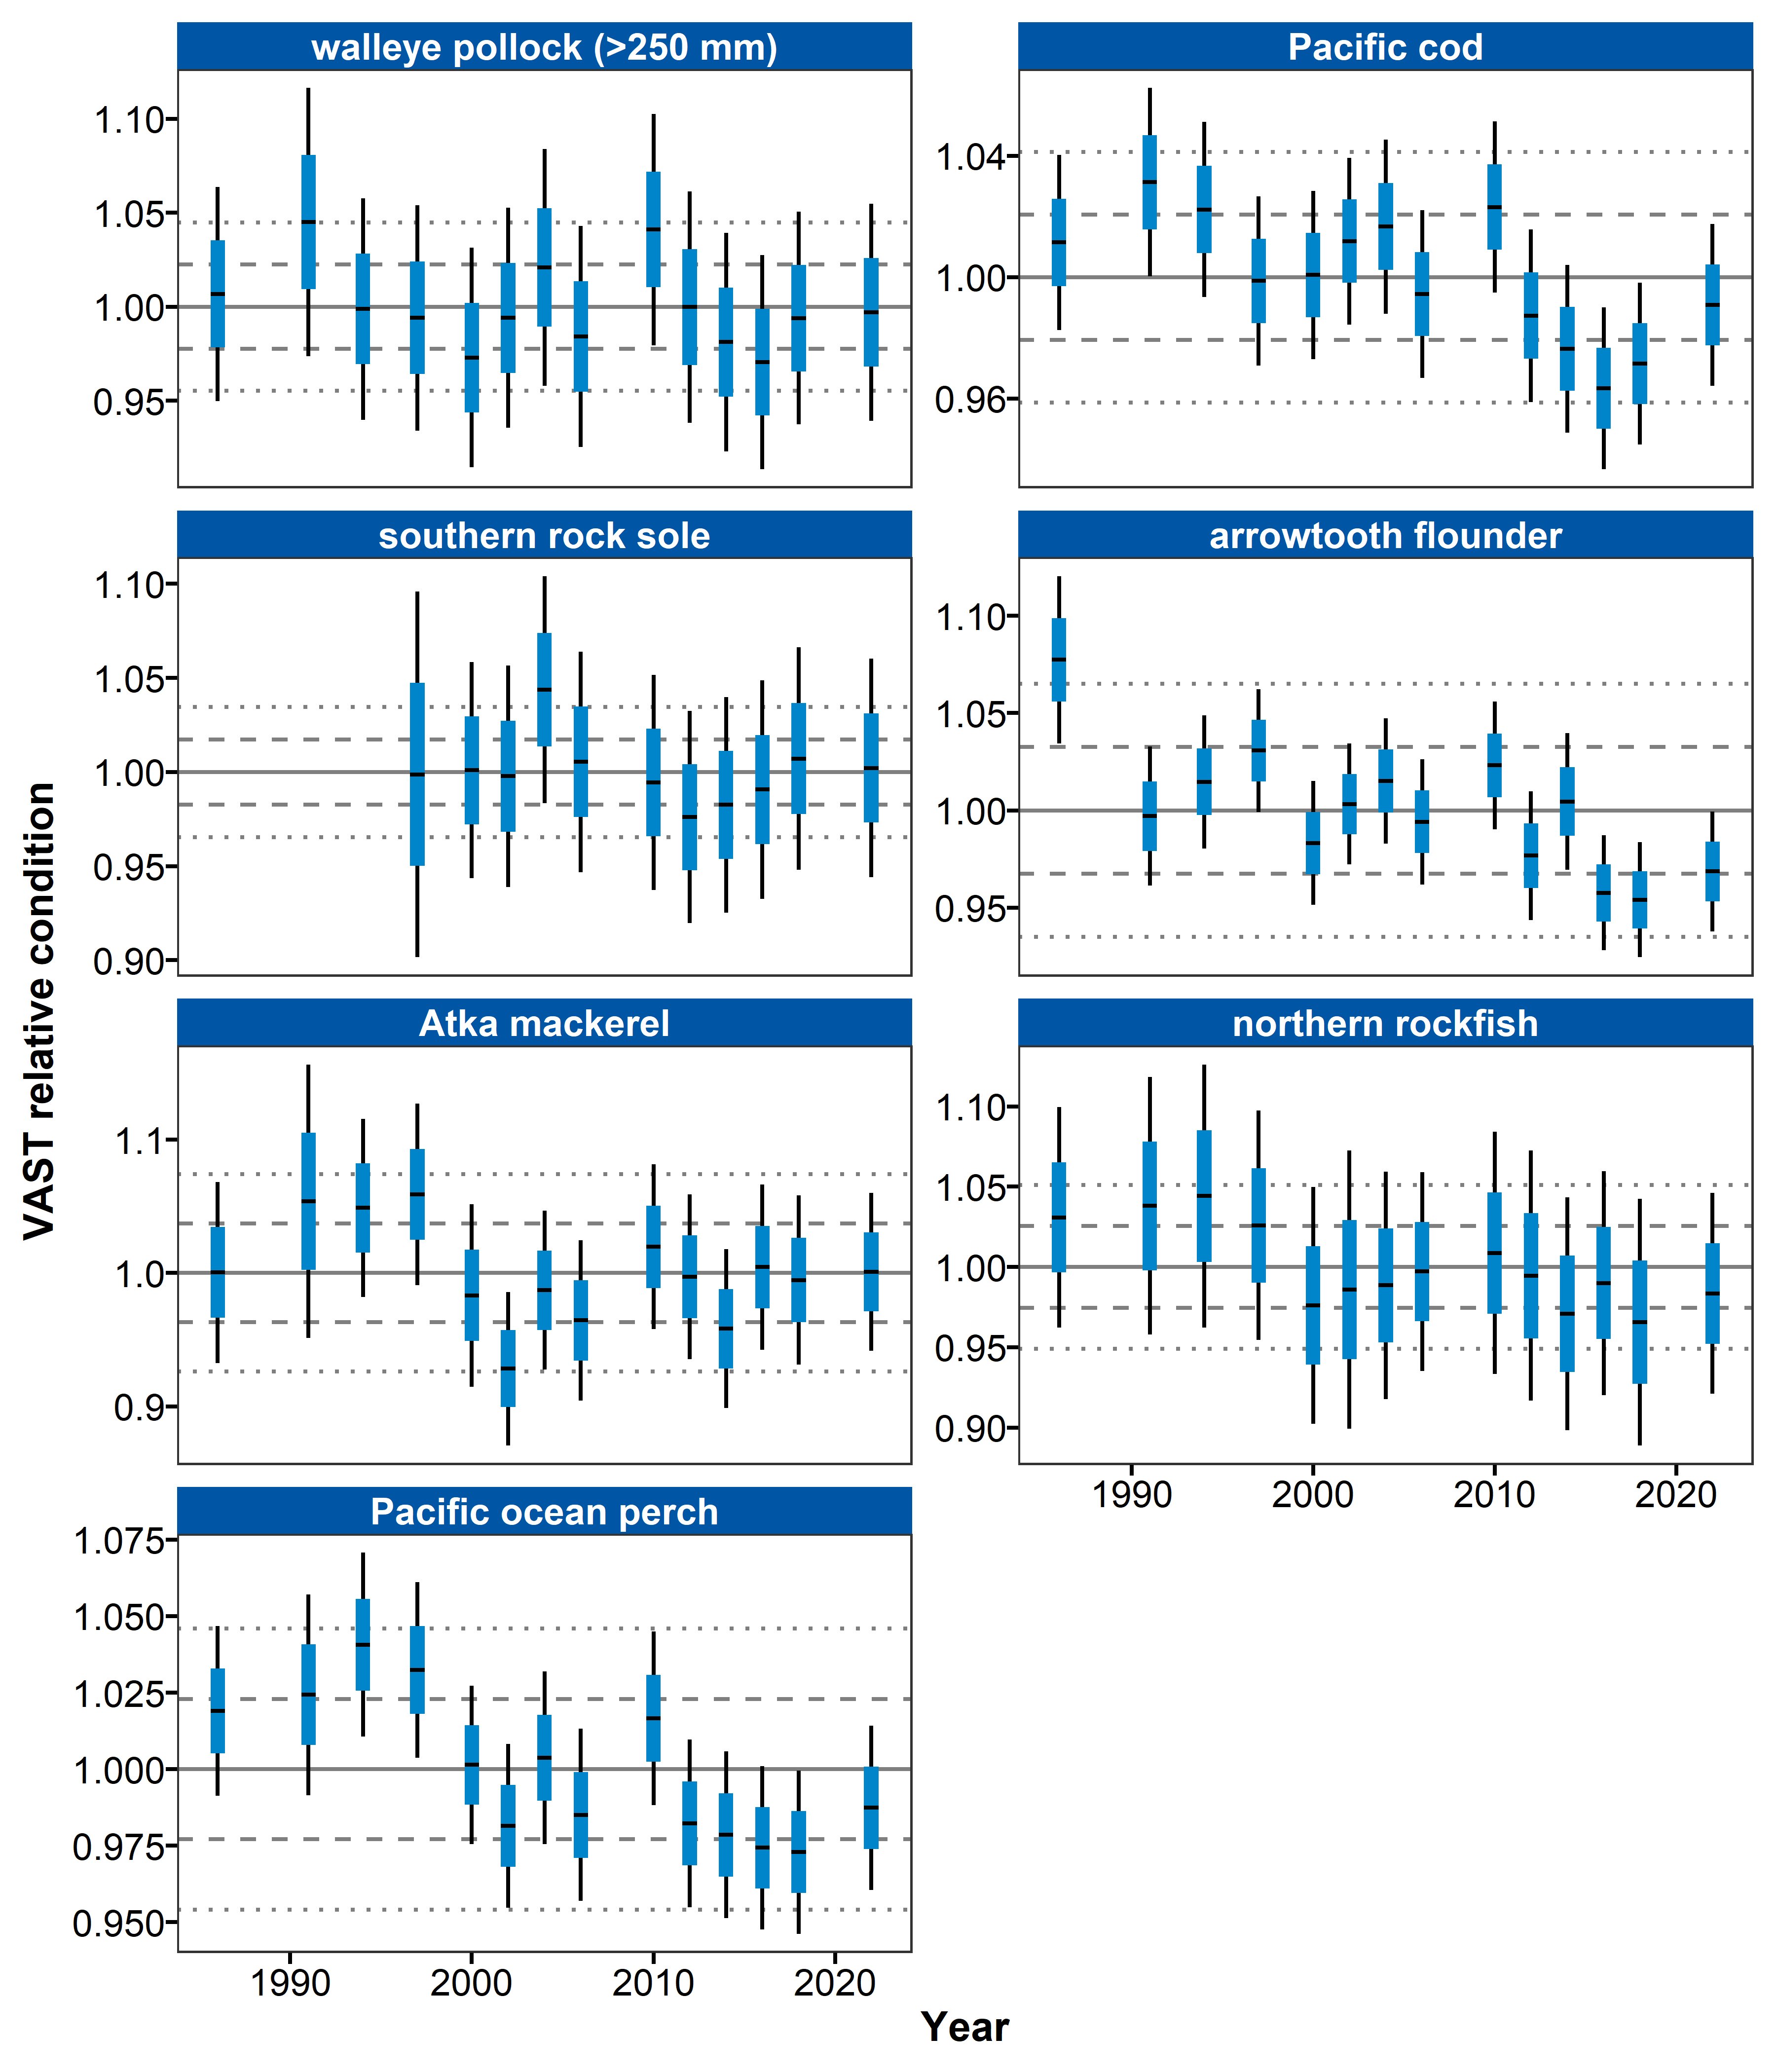 walleye pollock (>250 mm)
1.10
1.05
1.00
0.95
Pacific cod
1.04
1.00
0.96
southern rock sole
1.10
1.05
1.00
0.95
0.90
arrowtooth flounder
1.10
1.05
1.00
0.95
Atka mackerel
1.1
1.0
0.9
northern rockfish
1.10
1.05
1.00
0.95
0.90
1990 2000 2010 2020
Pacific ocean perch
1.075
1.050
1.025
1.000
0.975
0.950
1990 2000 2010 2020
VAST relative condition
Year